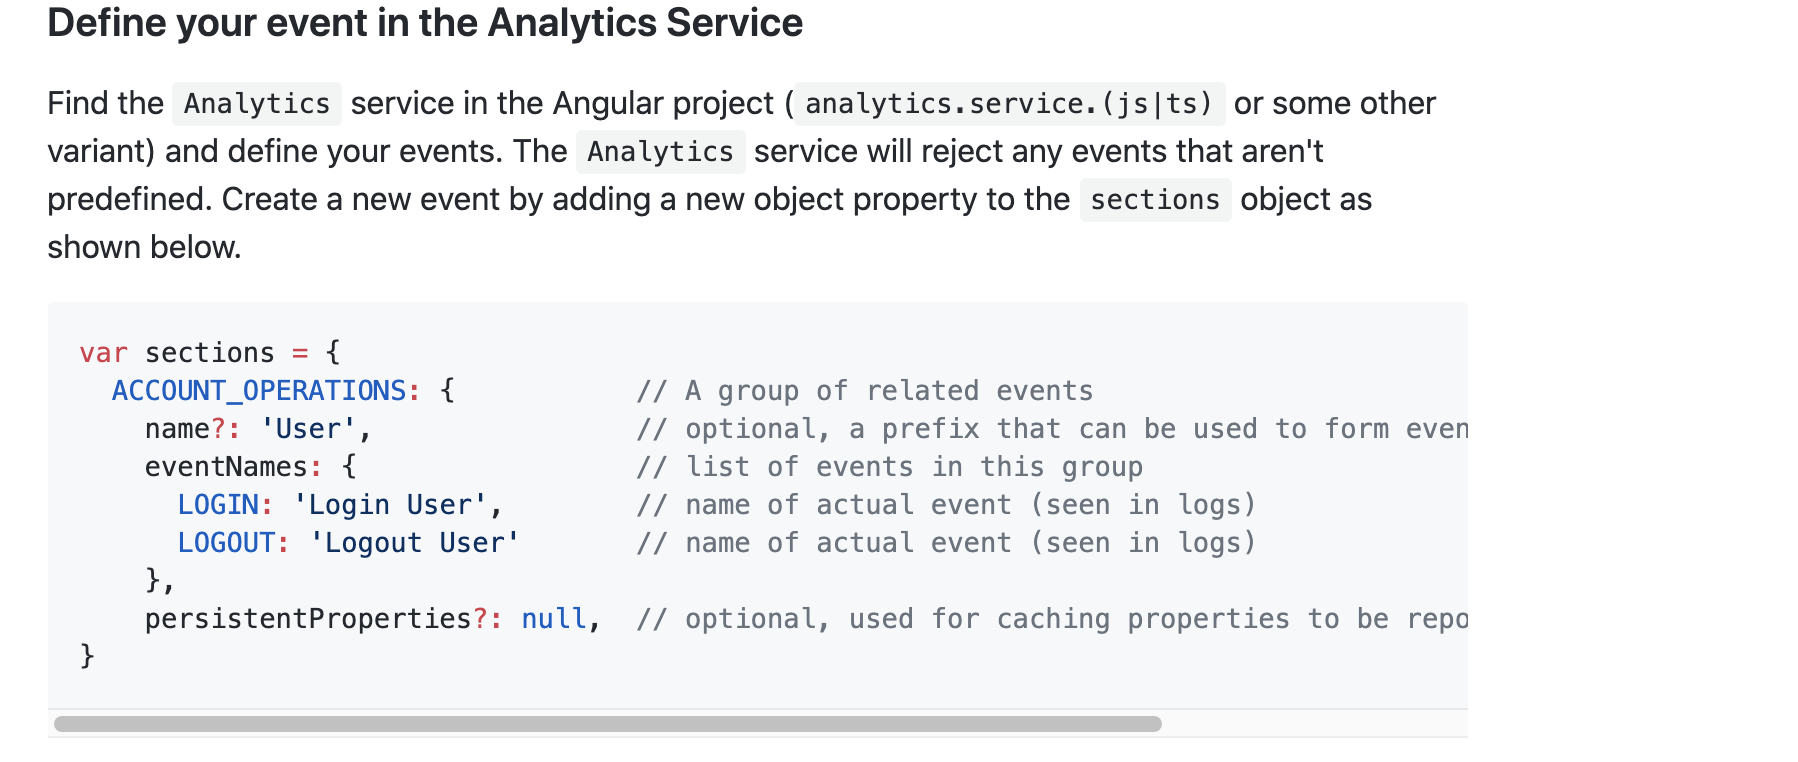 Define your event in the Analytics Service
Find the Analytics service in the Angular project ( analytics.service.(js|ts) or some other
variant) and define your events. The Analytics service will reject any events that aren't
predefined. Create a new event by adding a new object property to the sections object as
shown below.
var sections = {
  ACCOUNT_OPERATIONS: {           // A group of related events
    name?: 'User',                // optional, a prefix that can be used to form even
    eventNames: {                 // list of events in this group
      LOGIN: 'Login User',        // name of actual event (seen in logs)
      LOGOUT: 'Logout User'       // name of actual event (seen in logs)
    },
    persistentProperties?: null,  // optional, used for caching properties to be repo
}